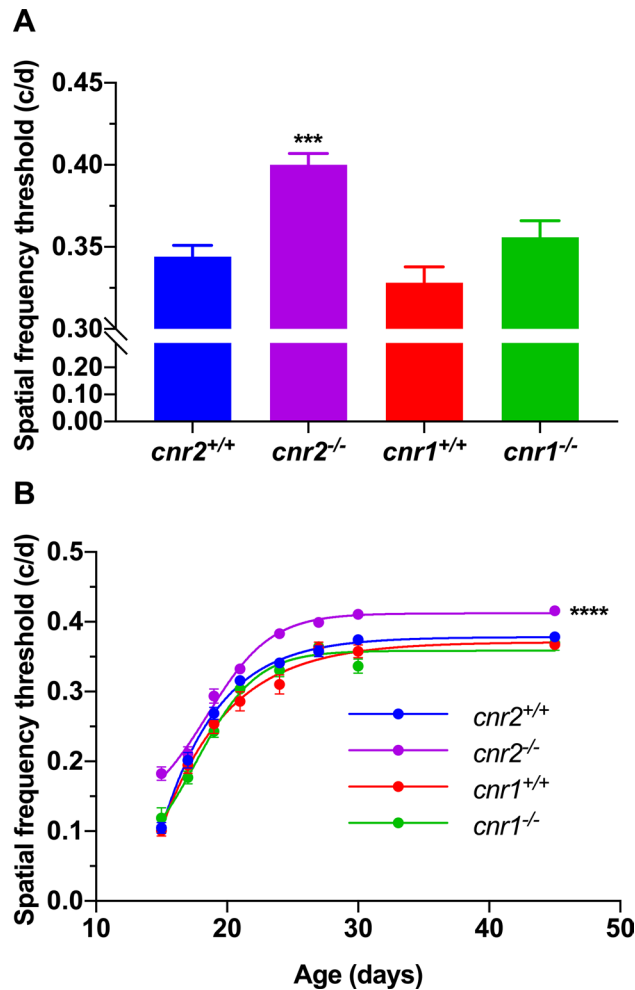 A
Spatial frequency threshold (c/d)
0.45
0.40
0.35
0.30
0.20
0.10
0.00
***
cnr2+/+ cnr2-/- cnr1+/+ cnr1-/-
B
Spatial frequency threshold (c/d)
0.5
0.4
0.3
0.2
0.1
0.0
****
cnr2+/+
cnr2-/-
cnr1+/+
cnr1-/-
10 20 30 40 50
Age (days)